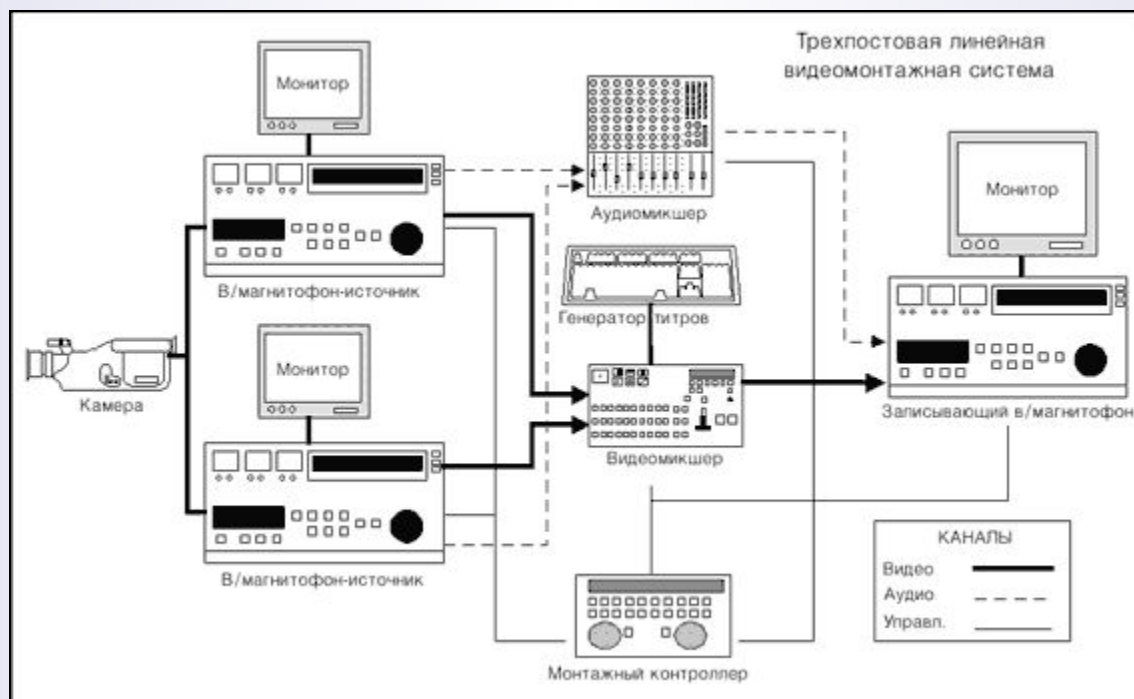 Трехпостовая линейная
видеомонтажная система
Монитор
В/магнитофон-источник
Камера
Монитор
В/магнитофон-источник
Аудиомикшер
Генератор титров
Видеомикшер
Монтажный контроллер
Монитор
Записывающий в/магнитофон
КАНАЛЫ
Видео
Аудио
Управл.